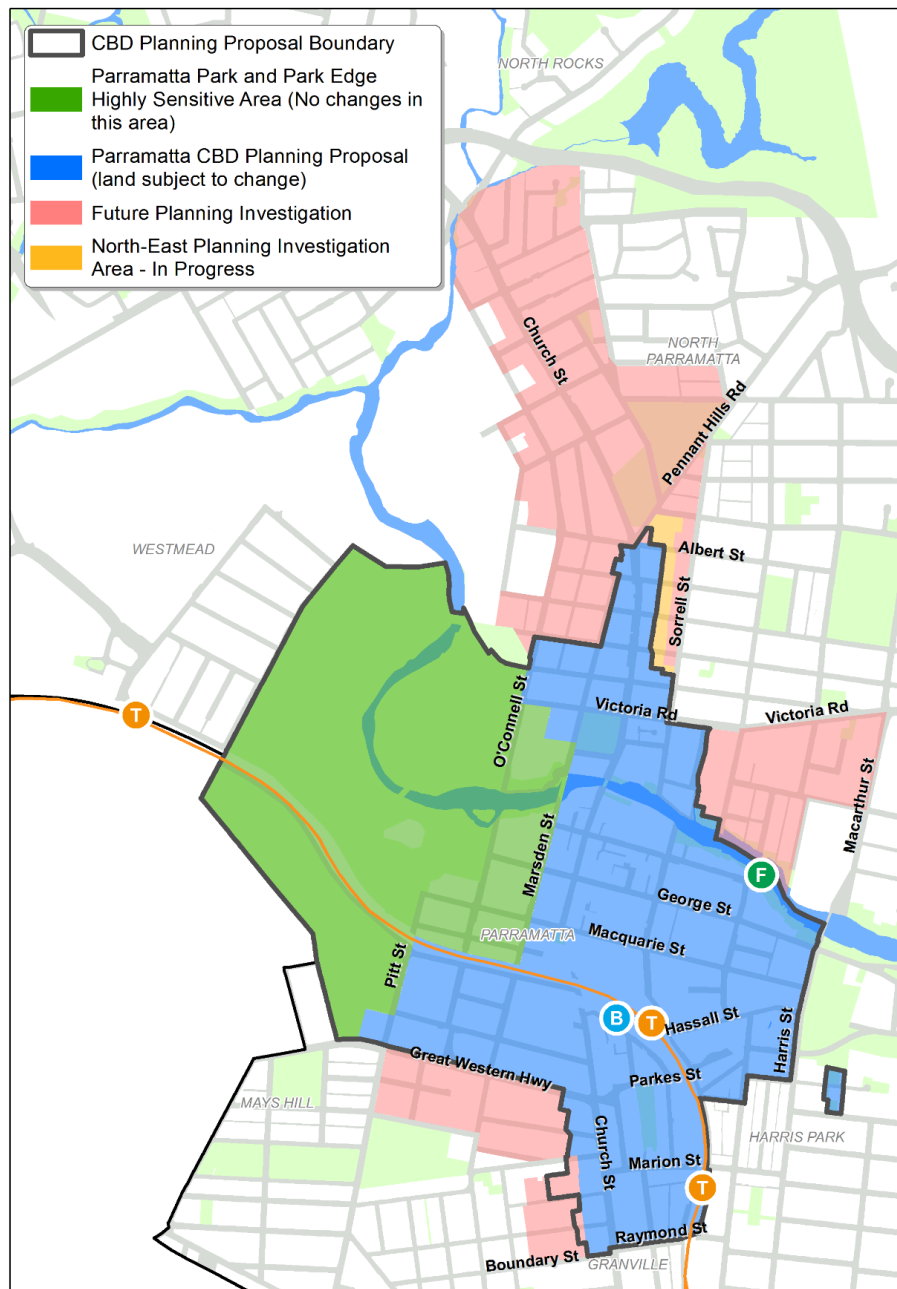 CBD Planning Proposal Boundary
Parramatta Park and Park Edge
Highly Sensitive Area (No changes in
this area)
Parramatta CBD Planning Proposal
(land subject to change)
Future Planning Investigation
North-East Planning Investigation
Area - In Progress
NORTH ROCKS
Church St
NORTH
PARRAMATTA
Pennant Hills Rd
WESTMEAD
Albert St
Sorrell St
O'Connell St
Victoria Rd
Victoria Rd
T
Macarthur St
Marsden St
F
George St
PARRAMATTA
Macquarie St
Pitt St
B
T
Hassall St
Harris St
Great Western Hwy
Parkes St
MAYS HILL
HARRIS PARK
Church St
Marion St
T
Raymond St
Boundary St
GRANVILLE